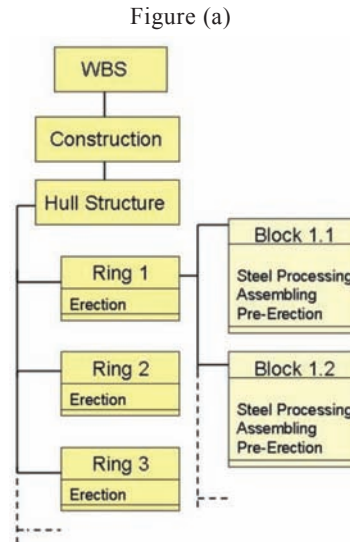 Figure (a)
WBS
Construction
Hull Structure
Ring 1
Erection
Ring 2
Erection
Ring 3
Erection
Block 1.1
Steel Processing
Assembling
Pre-Erection
Block 1.2
Steel Processing
Assembling
Pre-Erection